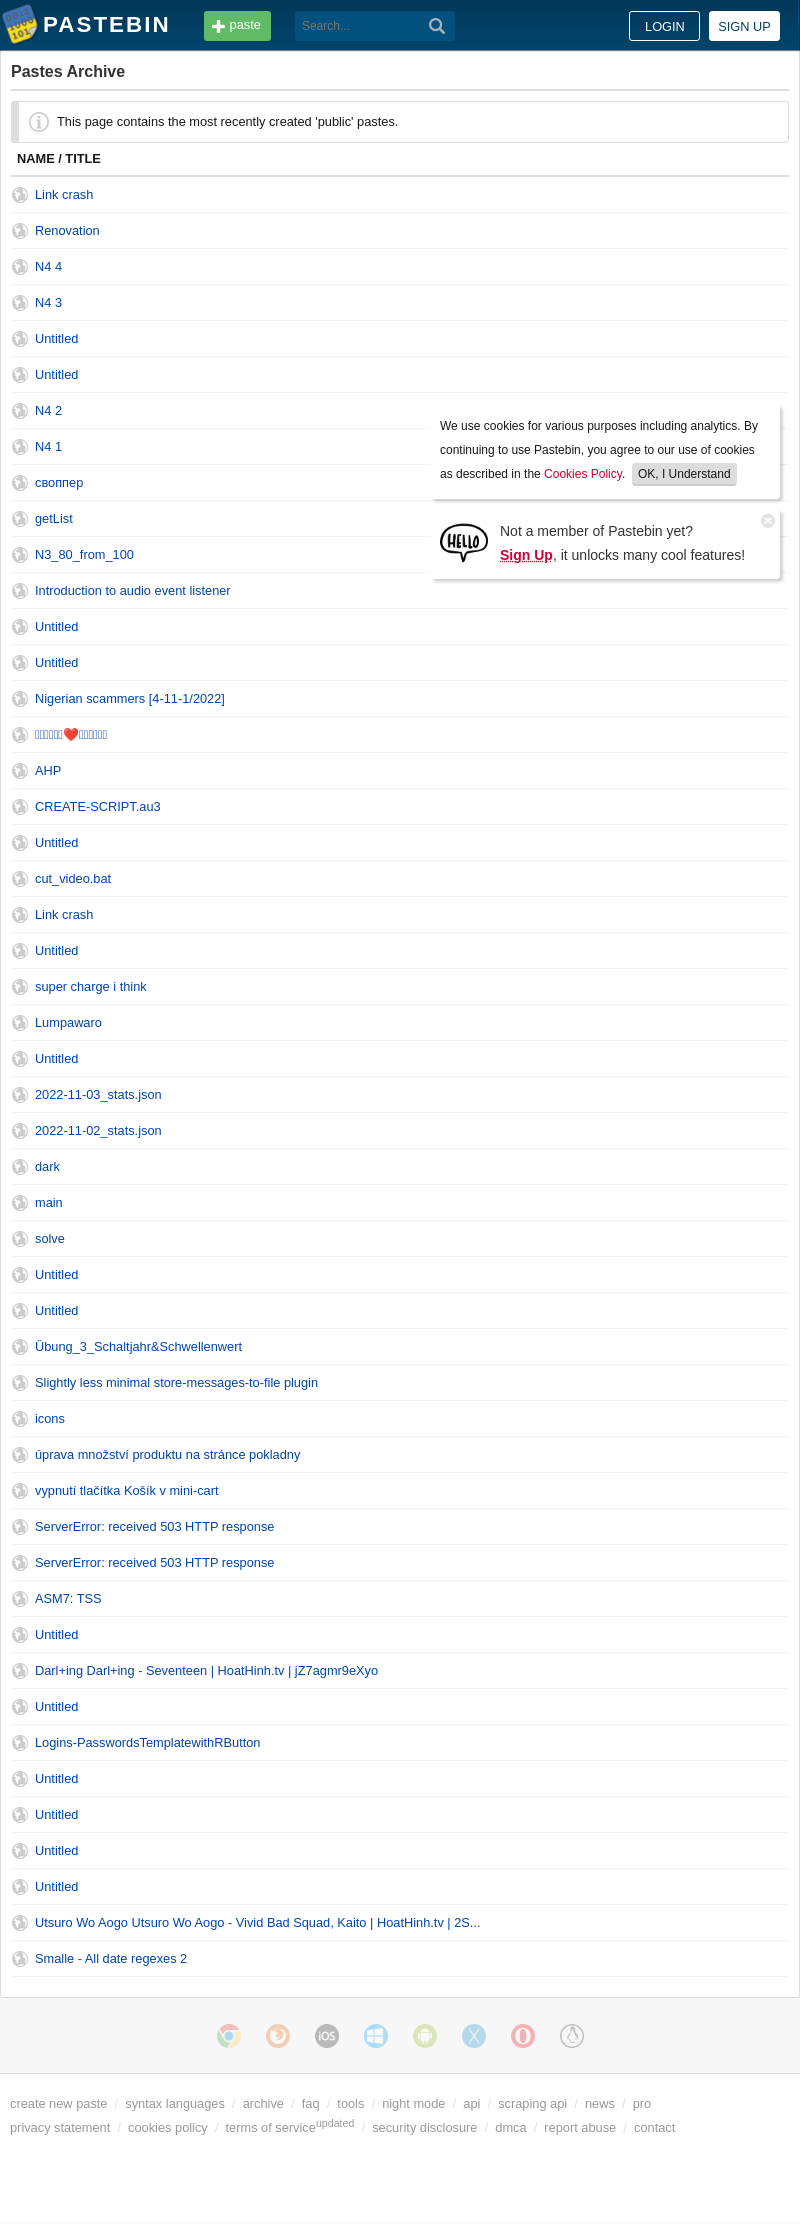 PASTEBIN
paste
Search...
LOGIN
SIGN UP
Pastes Archive
This page contains the most recently created 'public' pastes.
NAME / TITLE
Link crash
Renovation
N4 4
N4 3
Untitled
Untitled
N4 2
N4 1
своппер
getList
N3_80_from_100
Introduction to audio event listener
We use cookies for various purposes including analytics. By
continuing to use Pastebin, you agree to our use of cookies
as described in the Cookies Policy. OK, I Understand
HELLO
Not a member of Pastebin yet?
Sign Up, it unlocks many cool features!
Untitled
Untitled
Nigerian scammers [4-11-1/2022]
❤️
AHP
CREATE-SCRIPT.au3
Untitled
cut_video.bat
Link crash
Untitled
super charge i think
Lumpawaro
Untitled
2022-11-03_stats.json
2022-11-02_stats.json
dark
main
solve
Untitled
Untitled
Übung_3_Schaltjahr&Schwellenwert
Slightly less minimal store-messages-to-file plugin
icons
úprava množství produktu na stránce pokladny
vypnutí tlačítka Košík v mini-cart
ServerError: received 503 HTTP response
ServerError: received 503 HTTP response
ASM7: TSS
Untitled
Darl+ing Darl+ing - Seventeen | HoatHinh.tv | jZ7agmr9eXyo
Untitled
Logins-PasswordsTemplatewithRButton
Untitled
Untitled
Untitled
Untitled
Utsuro Wo Aogo Utsuro Wo Aogo - Vivid Bad Squad, Kaito | HoatHinh.tv | 2S...
Smalle - All date regexes 2
iOS
create new paste / syntax languages / archive / faq / tools / night mode / api / scraping api / news / pro
privacy statement / cookies policy / terms of service updated / security disclosure / dmca / report abuse / contact